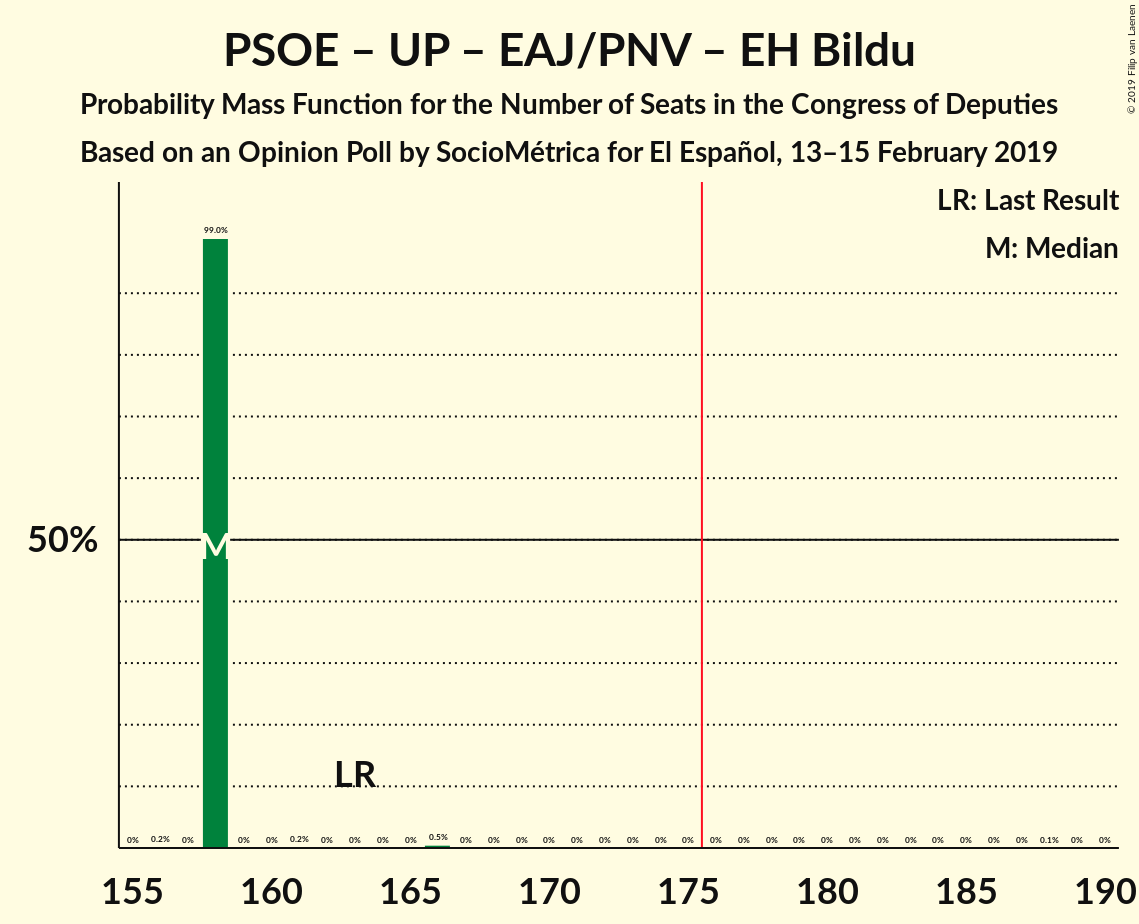 PSOE – UP – EAJ/PNV – EH Bildu
Probability Mass Function for the Number of Seats in the Congress of Deputies
Based on an Opinion Poll by SocioMétrica for El Español, 13–15 February 2019
© 2019 Filip van Laenen
LR: Last Result
M: Median
99.0%
50%
M
LR
0% 0.2% 0% 0% 0% 0.2% 0% 0% 0% 0% 0.5% 0% 0% 0% 0% 0% 0% 0% 0% 0% 0% 0% 0% 0% 0% 0% 0% 0% 0% 0% 0% 0% 0.1% 0% 0%
155 160 165 170 175 180 185 190